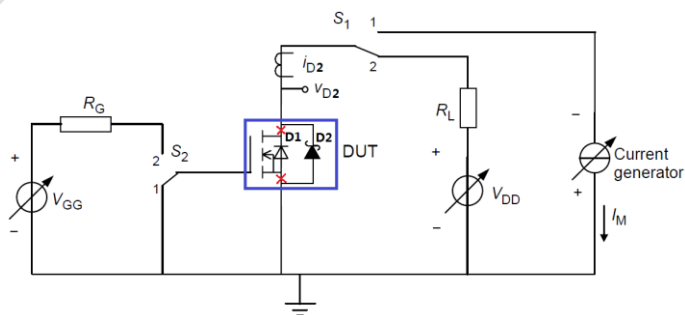 S1 1
2
iD2
vD2
RG
RL
D1 D2
DUT
2 S2
1
+
VGG
−
+
VDD
−
−
Current
generator
+
IM